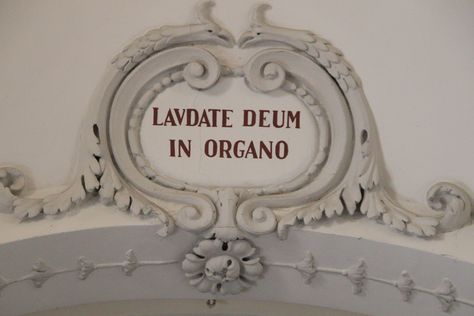 LAVDATE DEUM
IN ORGANO